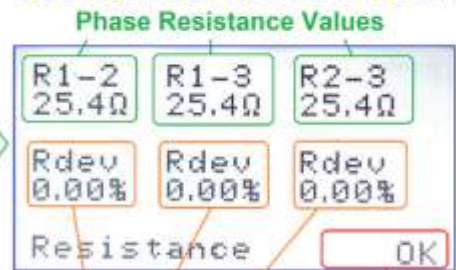 Phase Resistance Values
R1-2 R1-3 R2-3
25.4Ω 25.4Ω 25.4Ω
Rdev Rdev Rdev
0.00% 0.00% 0.00%
Resistance OK